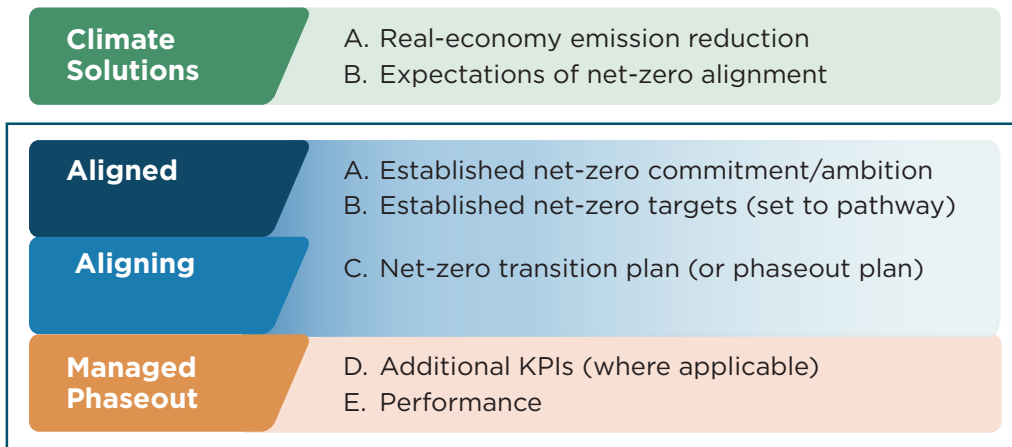 Climate
Solutions
A. Real-economy emission reduction
B. Expectations of net-zero alignment
Aligned
A. Established net-zero commitment/ambition
B. Established net-zero targets (set to pathway)
Aligning
C. Net-zero transition plan (or phaseout plan)
Managed
Phaseout
D. Additional KPIs (where applicable)
E. Performance